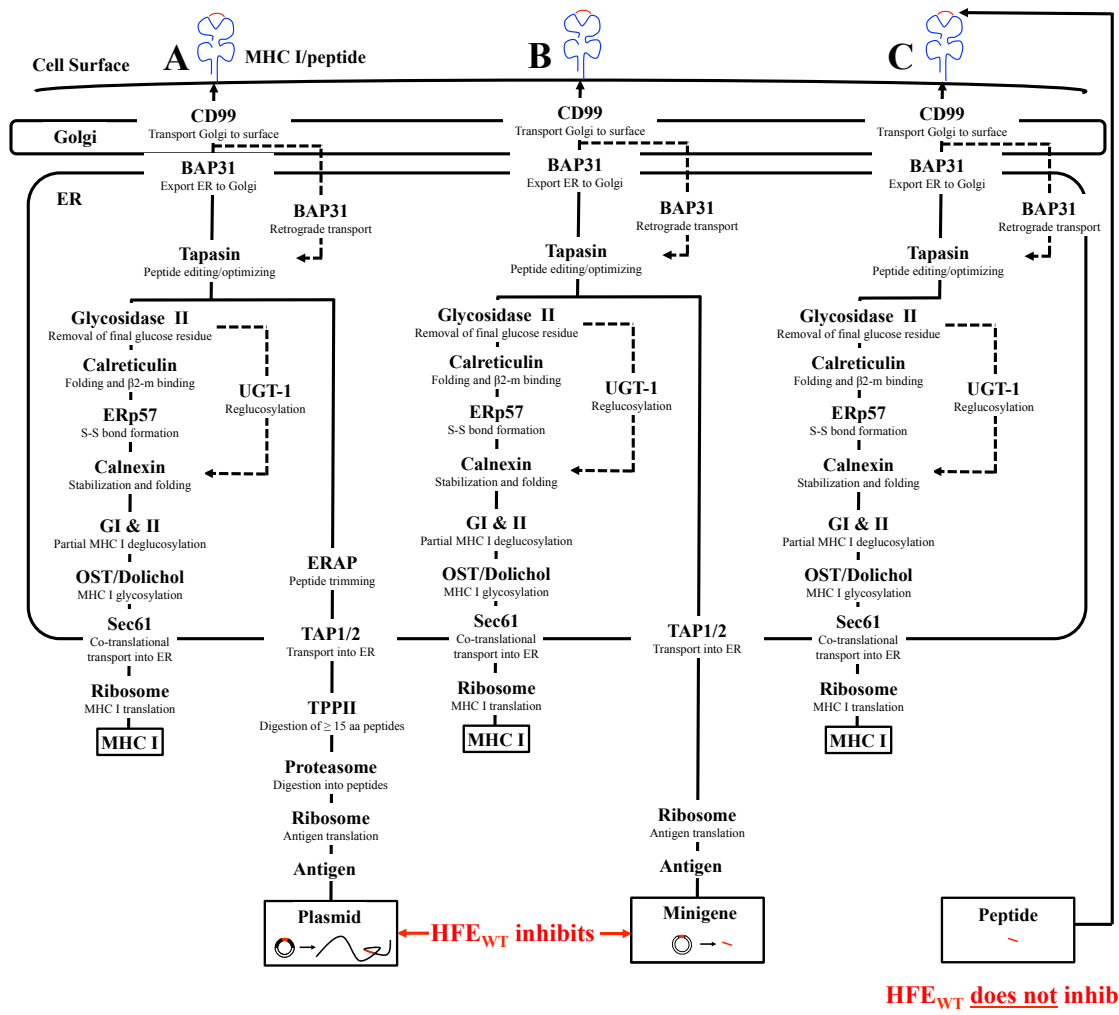 A
MHC I/peptide
Cell Surface
CD99
Transport Golgi to surface
Golgi
BAP31
Export ER to Golgi
ER
BAP31
Retrograde transport
Tapasin
Peptide editing/optimizing
Glycosidase II
Removal of final glucose residue
Calreticulin
Folding and β2-m binding
UGT-1
Reglucosylation
ERp57
S-S bond formation
Calnexin
Stabilization and folding
GI & II
Partial MHC I deglucosylation
OST/Dolichol
MHC I glycosylation
Sec61
Co-translational
transport into ER
Ribosome
MHC I translation
MHC I
ERAP
Peptide trimming
TAP1/2
Transport into ER
TPPII
Digestion of ≥ 15 aa peptides
Proteasome
Digestion into peptides
Ribosome
Antigen translation
Antigen
Plasmid
B
CD99
Transport Golgi to surface
BAP31
Export ER to Golgi
BAP31
Retrograde transport
Tapasin
Peptide editing/optimizing
Glycosidase II
Removal of final glucose residue
Calreticulin
Folding and β2-m binding
UGT-1
Reglucosylation
ERp57
S-S bond formation
Calnexin
Stabilization and folding
GI & II
Partial MHC I deglucosylation
OST/Dolichol
MHC I glycosylation
Sec61
Co-translational
transport into ER
Ribosome
MHC I translation
MHC I
TAP1/2
Transport into ER
Ribosome
Antigen translation
Antigen
Minigene
HFEWT inhibits
C
CD99
Transport Golgi to surface
BAP31
Export ER to Golgi
BAP31
Retrograde transport
Tapasin
Peptide editing/optimizing
Glycosidase II
Removal of final glucose residue
Calreticulin
Folding and β2-m binding
UGT-1
Reglucosylation
ERp57
S-S bond formation
Calnexin
Stabilization and folding
GI & II
Partial MHC I deglucosylation
OST/Dolichol
MHC I glycosylation
Sec61
Co-translational
transport into ER
Ribosome
MHC I translation
MHC I
Peptide
HFEWT does not inhib